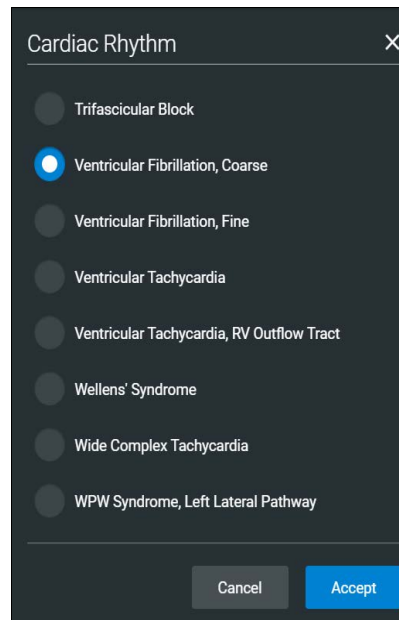 Cardiac Rhythm
Trifascicular Block
Ventricular Fibrillation, Coarse
Ventricular Fibrillation, Fine
Ventricular Tachycardia
Ventricular Tachycardia, RV Outflow Tract
Wellens' Syndrome
Wide Complex Tachycardia
WPW Syndrome, Left Lateral Pathway
Cancel Accept